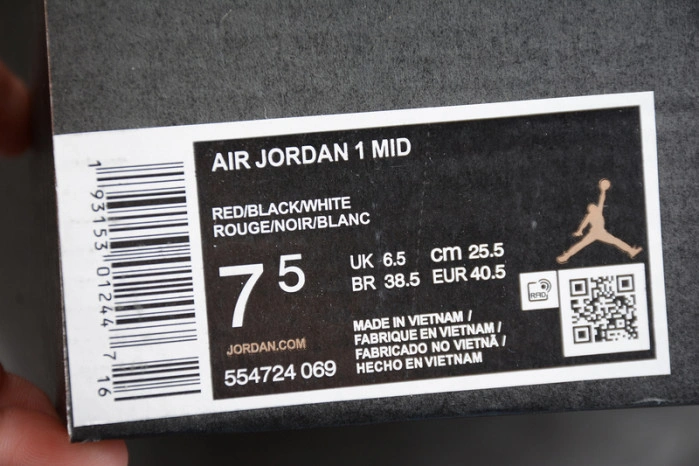 AIR JORDAN 1 MID
RED/BLACK/WHITE
ROUGE/NOIR/BLANC
7 5
UK 6.5 cm 25.5
BR 38.5 EUR 40.5
JORDAN.COM
554724 069
MADE IN VIETNAM /
FABRIQUE EN VIETNAM /
FABRICADO NO VIETNÃ /
HECHO EN VIETNAM
RFID
1 93153 01244 7 16